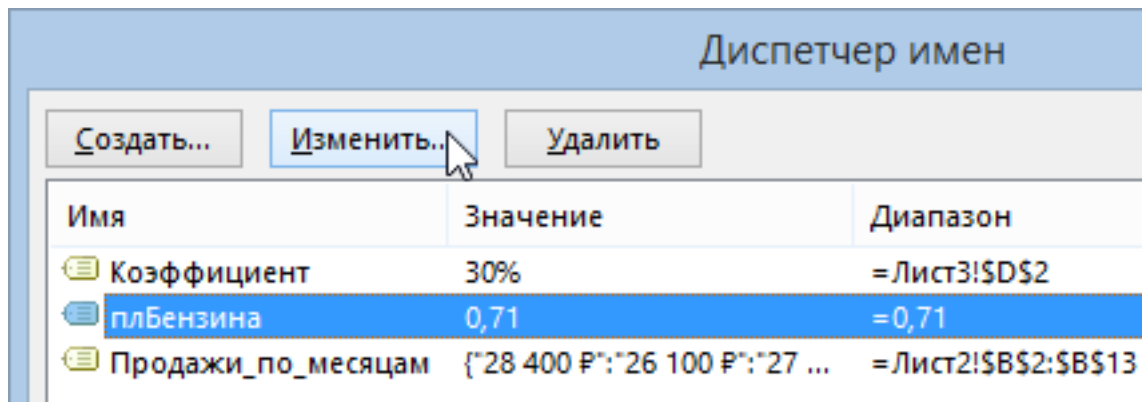 Диспетчер имен
Создать... Изменить... Удалить
Имя Значение Диапазон
Коэффициент 30% =Лист3!$D$2
плБензина 0,71 =0,71
Продажи_по_месяцам {"28 400 ₽":"26 100 ₽":"27 ... =Лист2!$B$2:$B$13